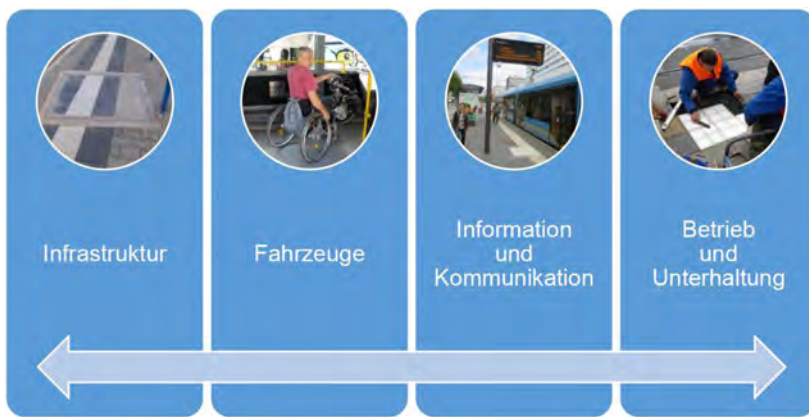 Infrastruktur
Fahrzeuge
Information
und
Kommunikation
Betrieb
und
Unterhaltung